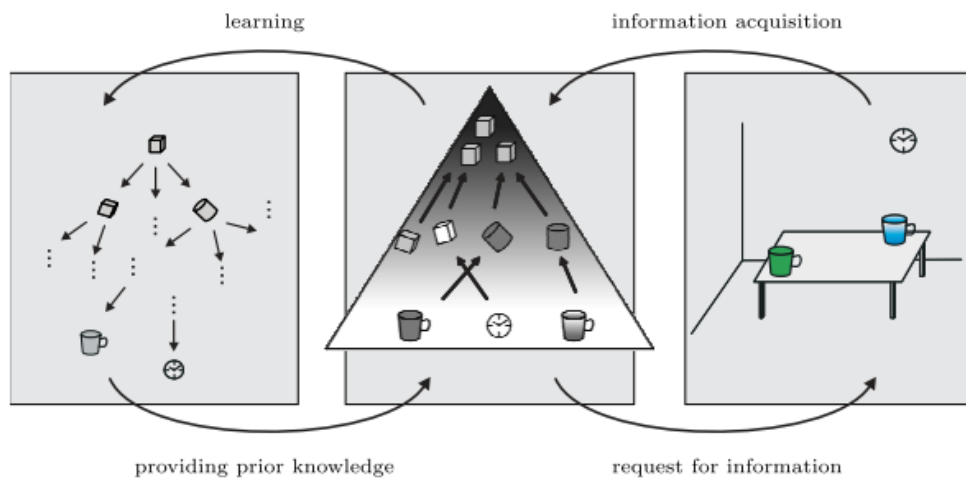 learning
information acquisition
providing prior knowledge
request for information